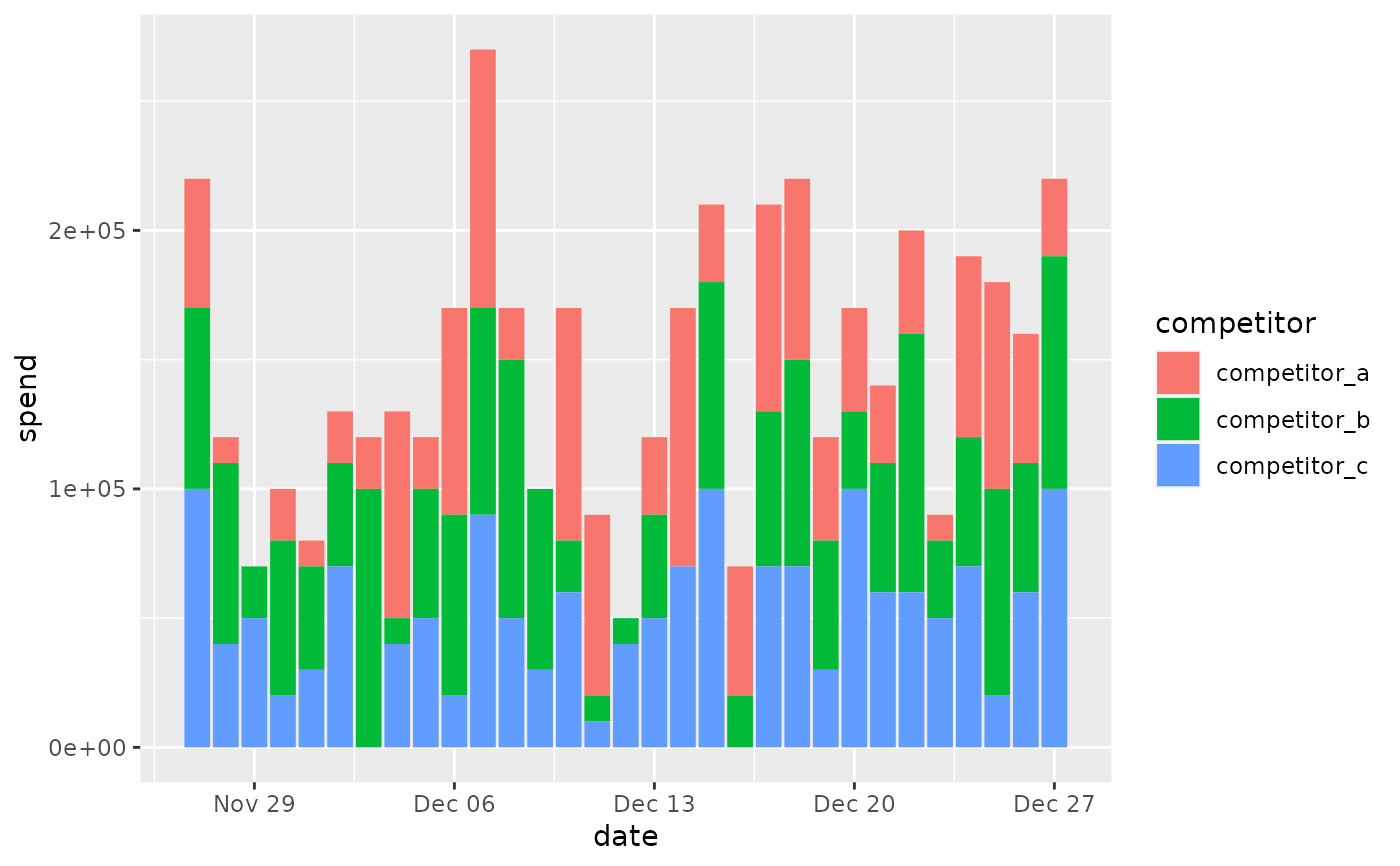 2e+05
1e+05
0e+00
spend
Nov 29
Dec 06
Dec 13
Dec 20
Dec 27
date
competitor
competitor_a
competitor_b
competitor_c